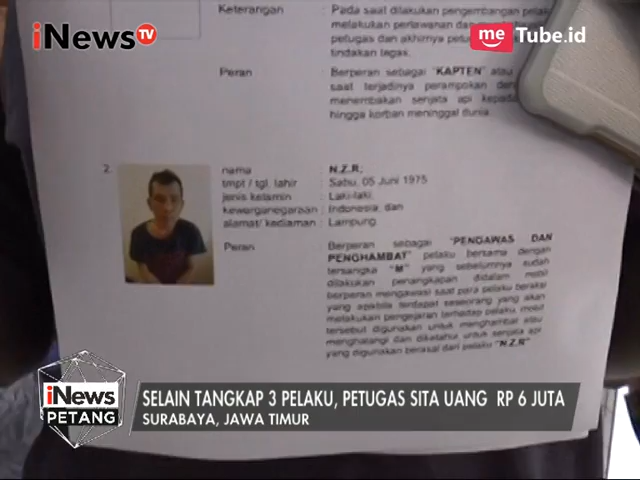 iNews TV
me Tube.id
Keterangan : Pada saat dilakukan pengembangan
melakukan perlawanan
petugas dan akhirnya
tindakan tegas.
Peran : Berperan sebagai "KAPTEN"
saat terjadinya perampokan
menembakan senjata api
hingga korban meninggal dunia.
2.
nama : N.Z.R;
tmpt / tgl. lahir : Sabu, 05 Juni 1975
jenis kelamin : Laki-laki,
kewarganegaraan : Indonesia, dan
alamat/ kediaman : Lampung.
Peran : Berperan sebagai "PENGAWAS DAN
PENGHAMBAT" pelaku bersama dengan
tersangka "M" yang sebelumnya sudah
dilakukan penangkapan didalam mobil
berperan mengawasi saat para pelaku beraksi
yang apabila terdapat seseorang yang akan
melakukan pengejaran terhadap pelaku, mobil
tersebut digunakan untuk menghambat atau
menghalangi dan diketahui untuk senjata api
yang digunakan berasal dari pelaku "N.Z.R"
iNews
PETANG
SELAIN TANGKAP 3 PELAKU, PETUGAS SITA UANG RP 6 JUTA
SURABAYA, JAWA TIMUR